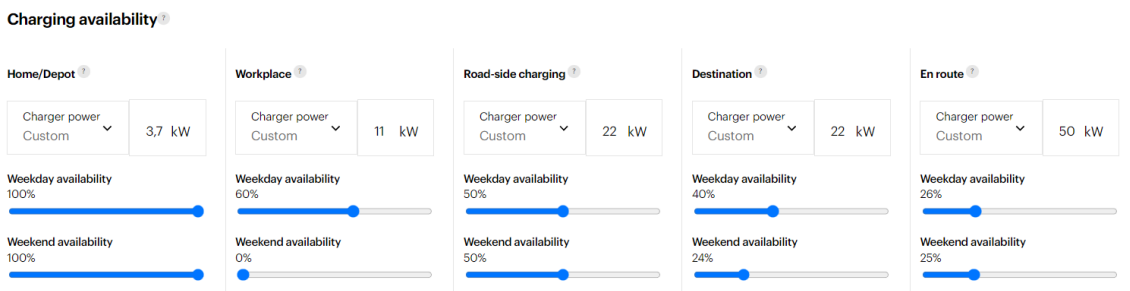 Charging availability ?
Home/Depot ?
Charger power
Custom
3,7 kW
Weekday availability
100%
Weekend availability
100%
Workplace ?
Charger power
Custom
11 kW
Weekday availability
60%
Weekend availability
0%
Road-side charging ?
Charger power
Custom
22 kW
Weekday availability
50%
Weekend availability
50%
Destination ?
Charger power
Custom
22 kW
Weekday availability
40%
Weekend availability
24%
En route ?
Charger power
Custom
50 kW
Weekday availability
26%
Weekend availability
25%